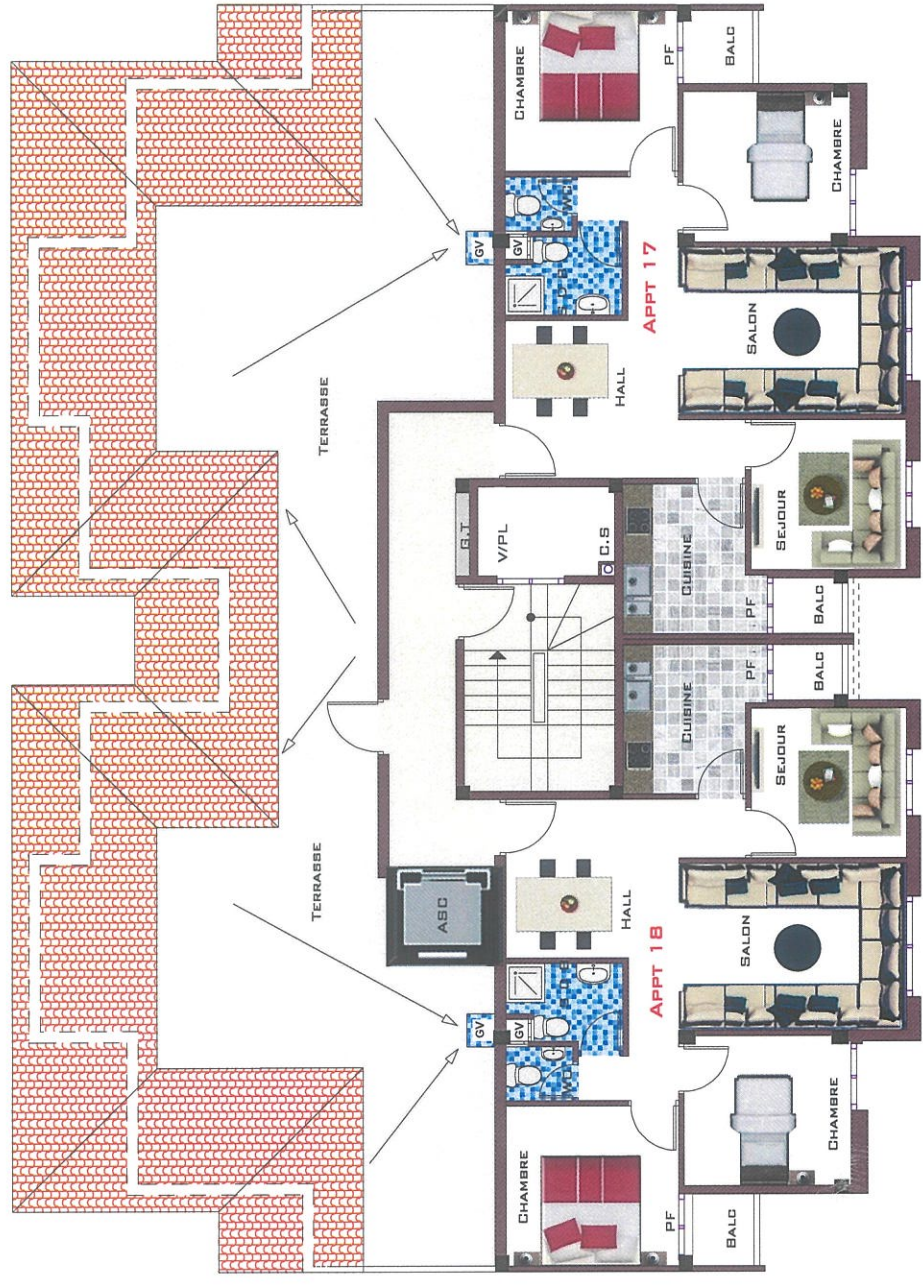 TERRASSE
TERRASSE
GV
GV
GV
GV
ASC
G.T
V/PL
C.S
CHAMBRE
PF
BALC
WC
CHAMBRE
APPT 17
HALL
SALON
SEJOUR
CUISINE
PF
BALC
CUISINE
PF
BALC
SEJOUR
HALL
SALON
APPT 18
WC
CHAMBRE
CHAMBRE
PF
BALC